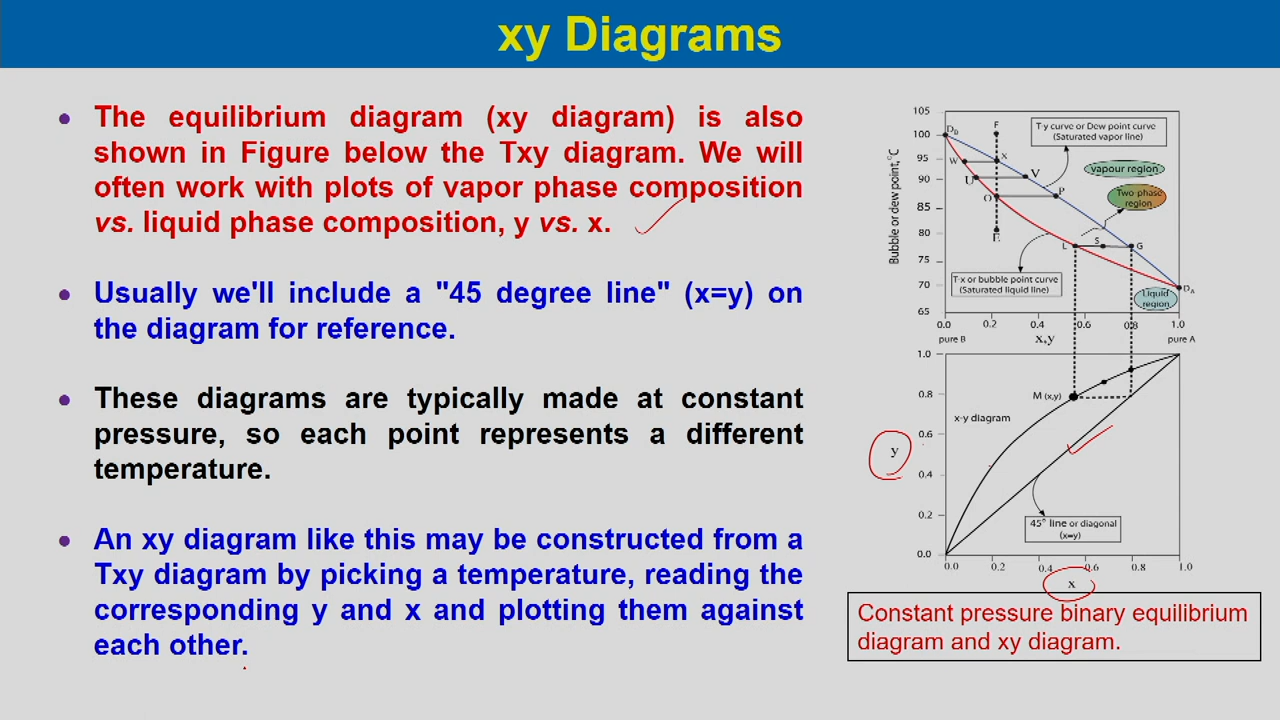 xy Diagrams
• The equilibrium diagram (xy diagram) is also
shown in Figure below the Txy diagram. We will
often work with plots of vapor phase composition
vs. liquid phase composition, y vs. x.
• Usually we'll include a "45 degree line" (x=y) on
the diagram for reference.
• These diagrams are typically made at constant
pressure, so each point represents a different
temperature.
• An xy diagram like this may be constructed from a
Txy diagram by picking a temperature, reading the
corresponding y and x and plotting them against
each other.
105
100
95
90
85
80
75
70
65
Bubble or dew point, °C
D_B
F
T-y curve or Dew point curve
(Saturated vapor line)
W
X
U
V
O
P
E
vapour region
Two phase
region
L
S
G
T-x or bubble point curve
(Saturated liquid line)
D_A
Liquid
region
0.0 0.2 0.4 0.6 0.8 1.0
pure B x,y pure A
1.0
0.8
0.6
0.4
0.2
0.0
y
M (x,y)
x-y diagram
45° line or diagonal
(x=y)
0.0 0.2 0.4 0.6 0.8 1.0
x
Constant pressure binary equilibrium
diagram and xy diagram.